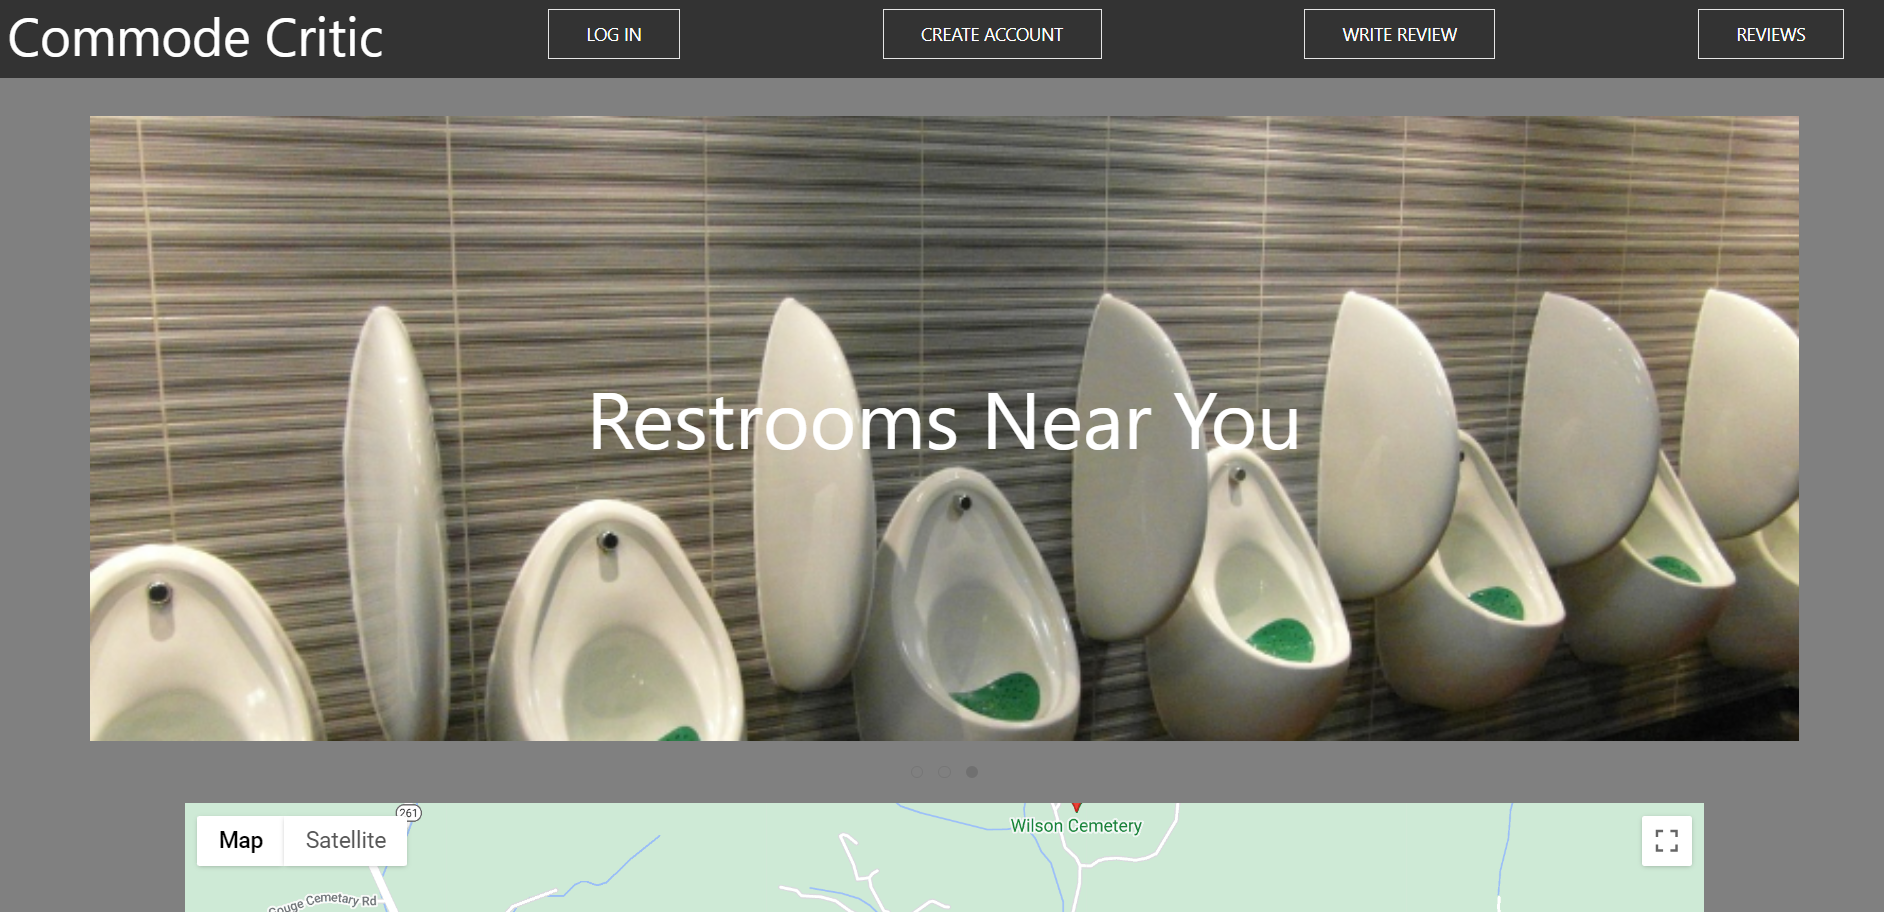 Commode Critic
LOG IN
CREATE ACCOUNT
WRITE REVIEW
REVIEWS
Restrooms Near You
261
Wilson Cemetery
Map
Satellite
Gouge Cemetary Rd